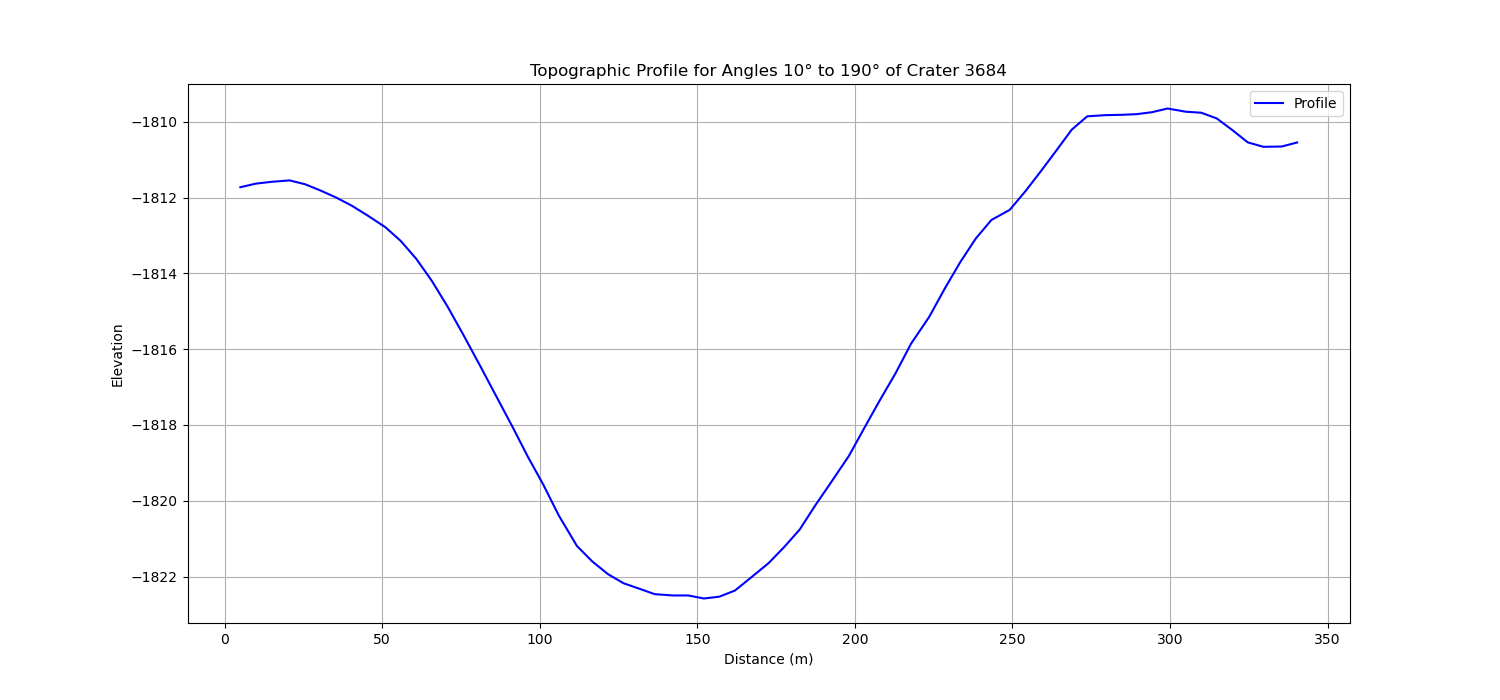 Topographic Profile for Angles 10° to 190° of Crater 3684
Profile
−1810
−1812
−1814
−1816
−1818
−1820
−1822
Elevation
0 50 100 150 200 250 300 350
Distance (m)